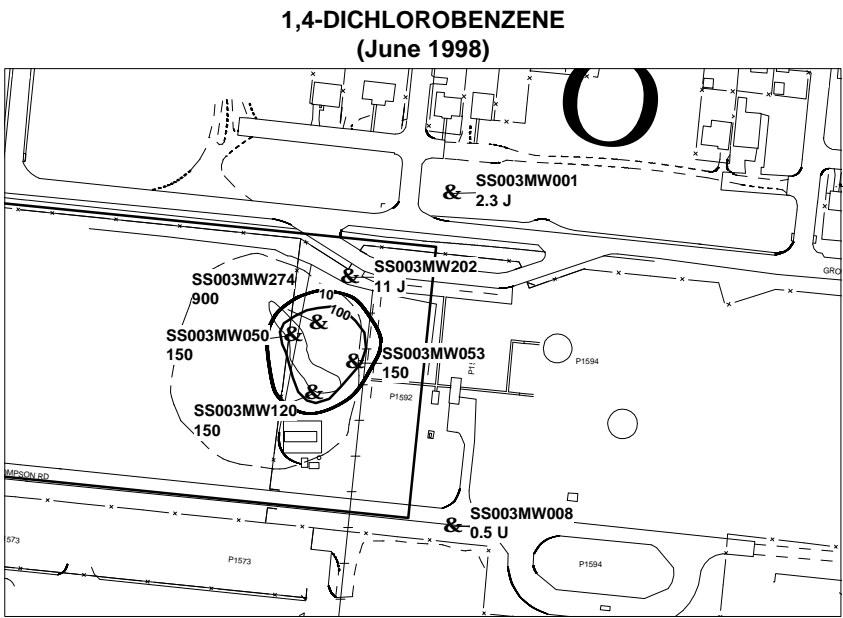 1,4-DICHLOROBENZENE
(June 1998)
O
SS003MW001
2.3 J
SS003MW202
11 J
GRO
SS003MW274
900
10
100
SS003MW050
150
SS003MW053
150
P1594
P1592
SS003MW120
150
MPSON RD
SS003MW008
0.5 U
1573
P1573
P1594